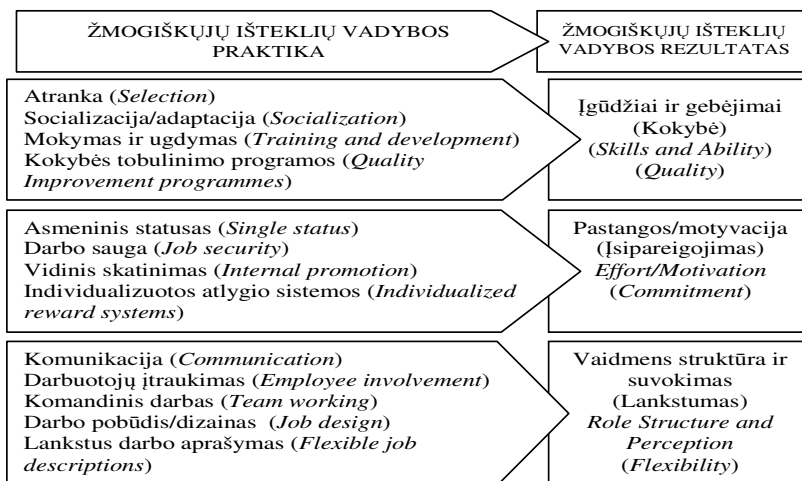 ŽMOGIŠKŲJŲ IŠTEKLIŲ VADYBOS
PRAKTIKA
ŽMOGIŠKŲJŲ IŠTEKLIŲ
VADYBOS REZULTATAS
Atranka (Selection)
Socializacija/adaptacija (Socialization)
Mokymas ir ugdymas (Training and development)
Kokybės tobulinimo programos (Quality
Improvement programmes)
Įgūdžiai ir gebėjimai
(Kokybė)
(Skills and Ability)
(Quality)
Asmeninis statusas (Single status)
Darbo sauga (Job security)
Vidinis skatinimas (Internal promotion)
Individualizuotos atlygio sistemos (Individualized
reward systems)
Pastangos/motyvacija
(Įsipareigojimas)
Effort/Motivation
(Commitment)
Komunikacija (Communication)
Darbuotojų įtraukimas (Employee involvement)
Komandinis darbas (Team working)
Darbo pobūdis/dizainas (Job design)
Lankstus darbo aprašymas (Flexible job
descriptions)
Vaidmens struktūra ir
suvokimas
(Lankstumas)
Role Structure and
Perception
(Flexibility)